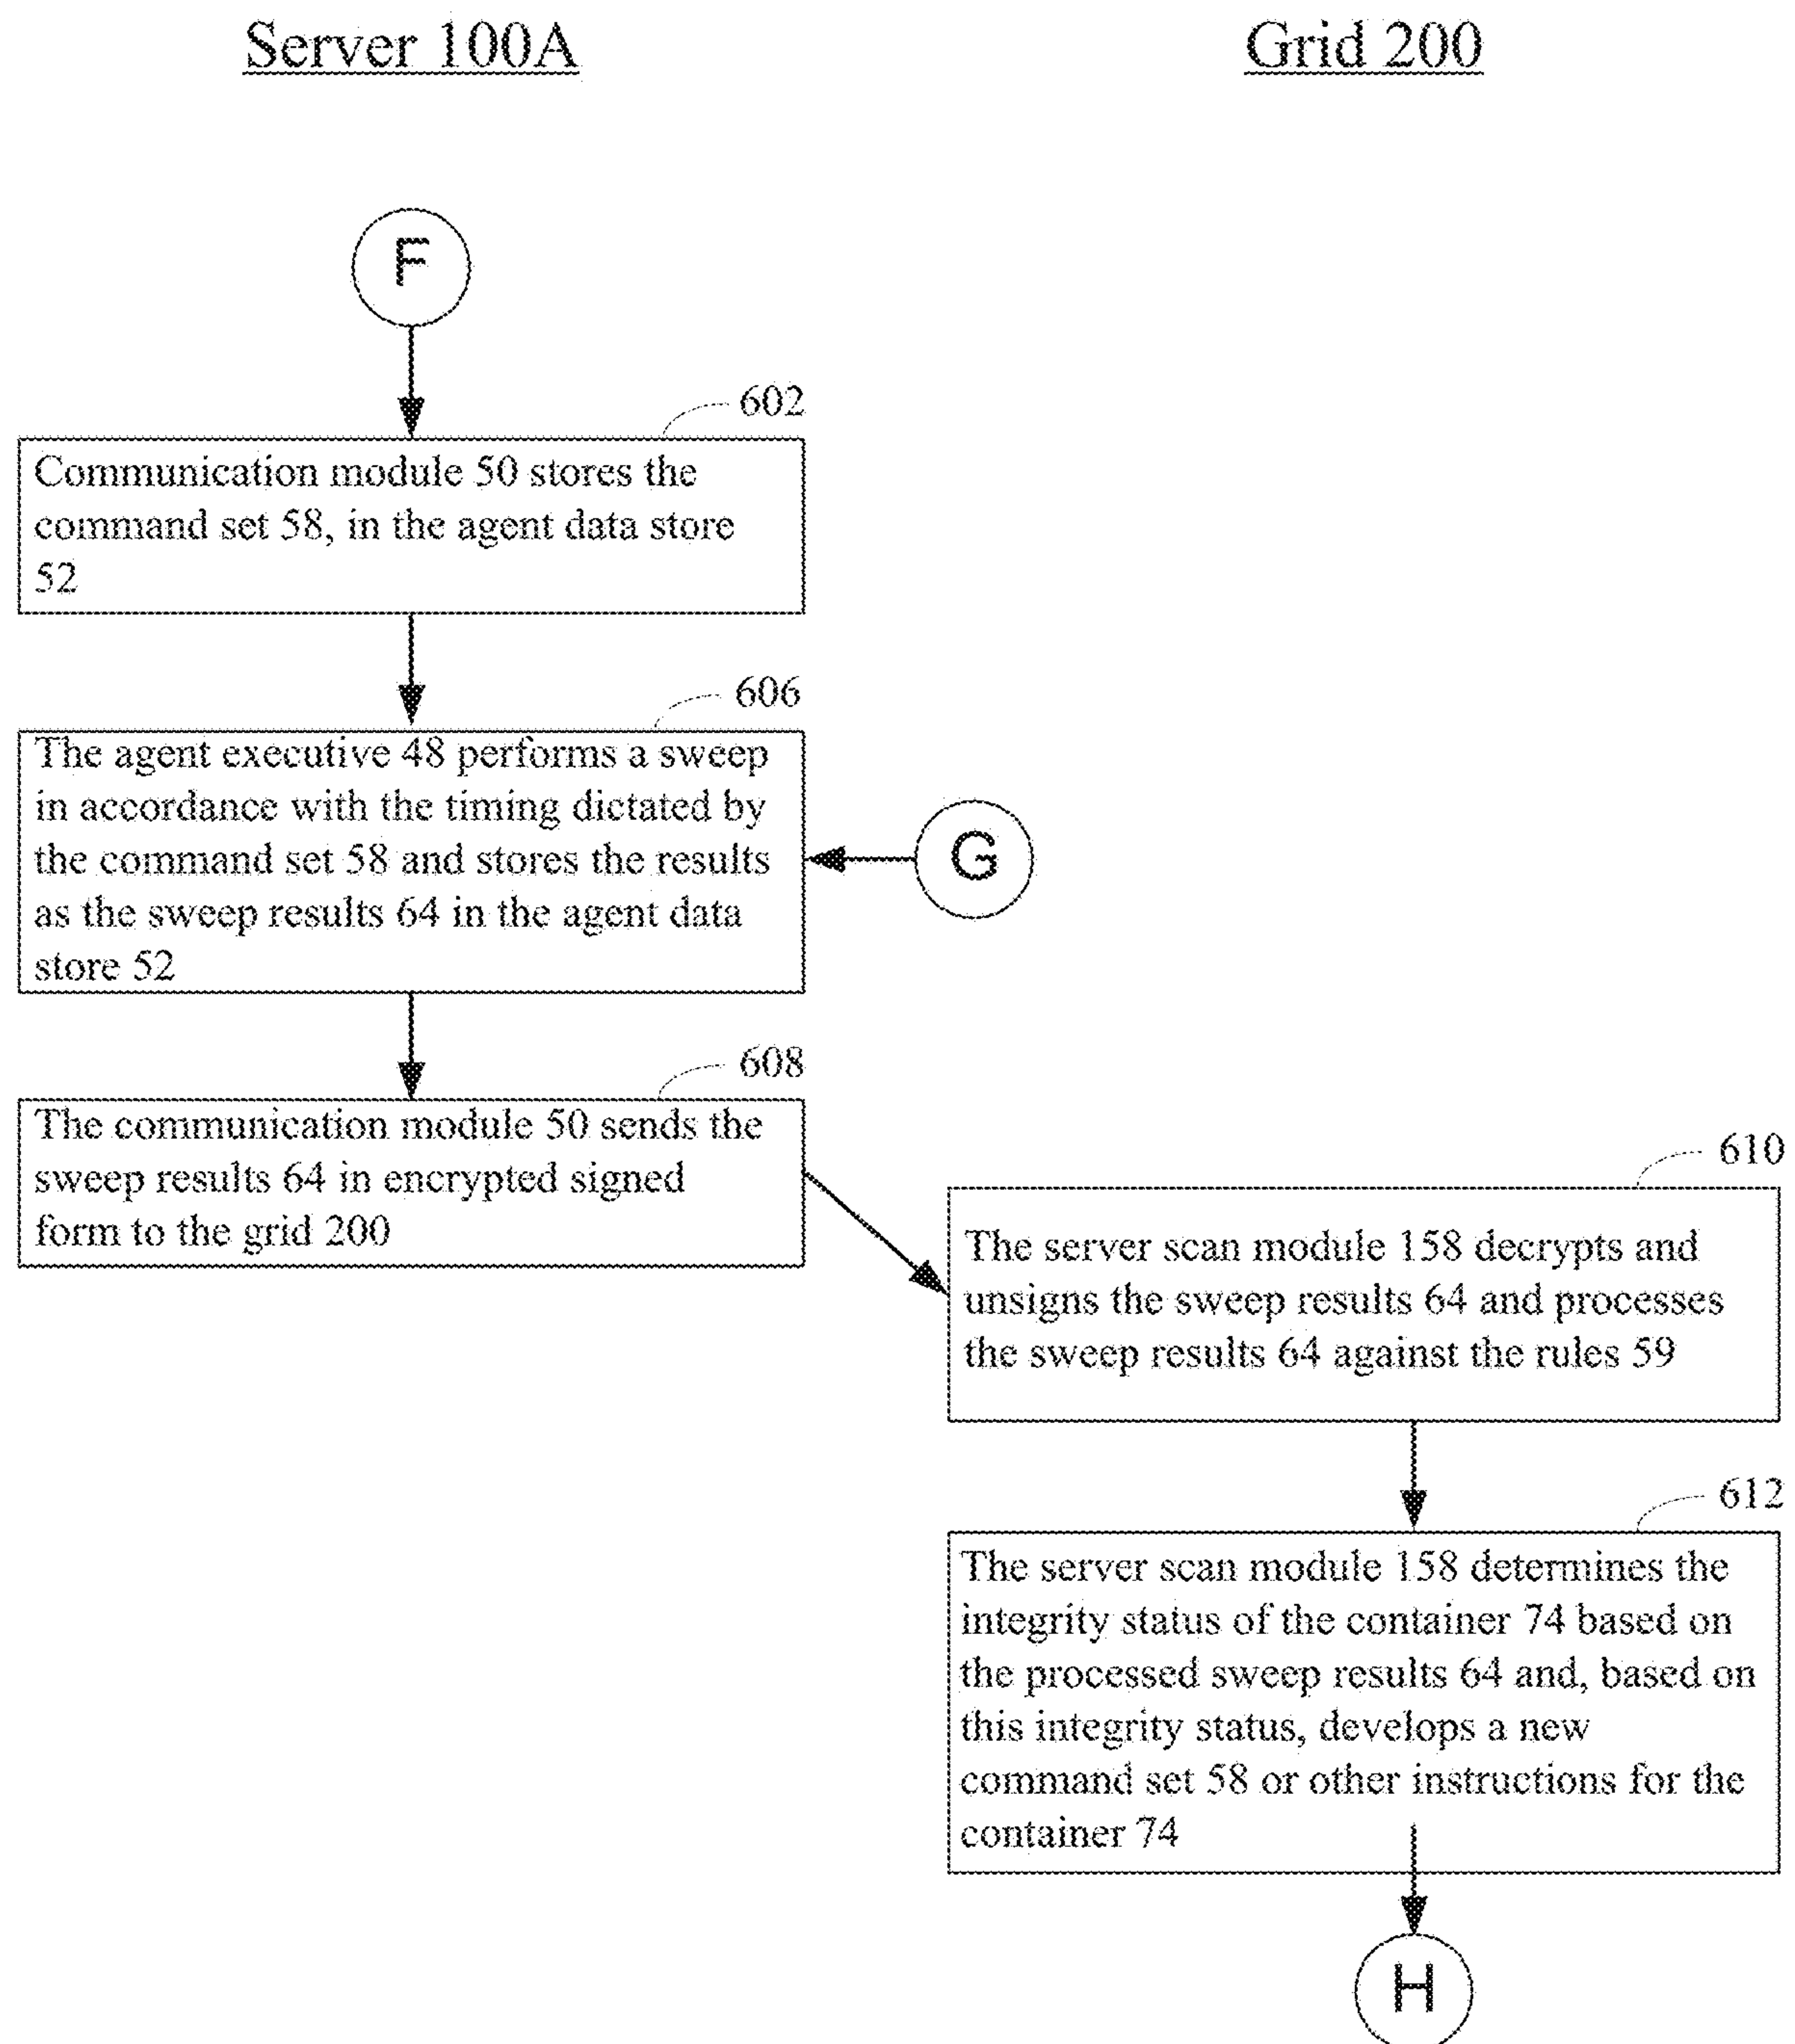 Server 100A
Grid 200
F
602
Communication module 50 stores the
command set 58, in the agent data store
52
606
The agent executive 48 performs a sweep
in accordance with the timing dictated by
the command set 58 and stores the results
as the sweep results 64 in the agent data
store 52
G
608
The communication module 50 sends the
sweep results 64 in encrypted signed
form to the grid 200
610
The server scan module 158 decrypts and
unsigns the sweep results 64 and processes
the sweep results 64 against the rules 59
612
The server scan module 158 determines the
integrity status of the container 74 based on
the processed sweep results 64 and, based on
this integrity status, develops a new
command set 58 or other instructions for the
container 74
H